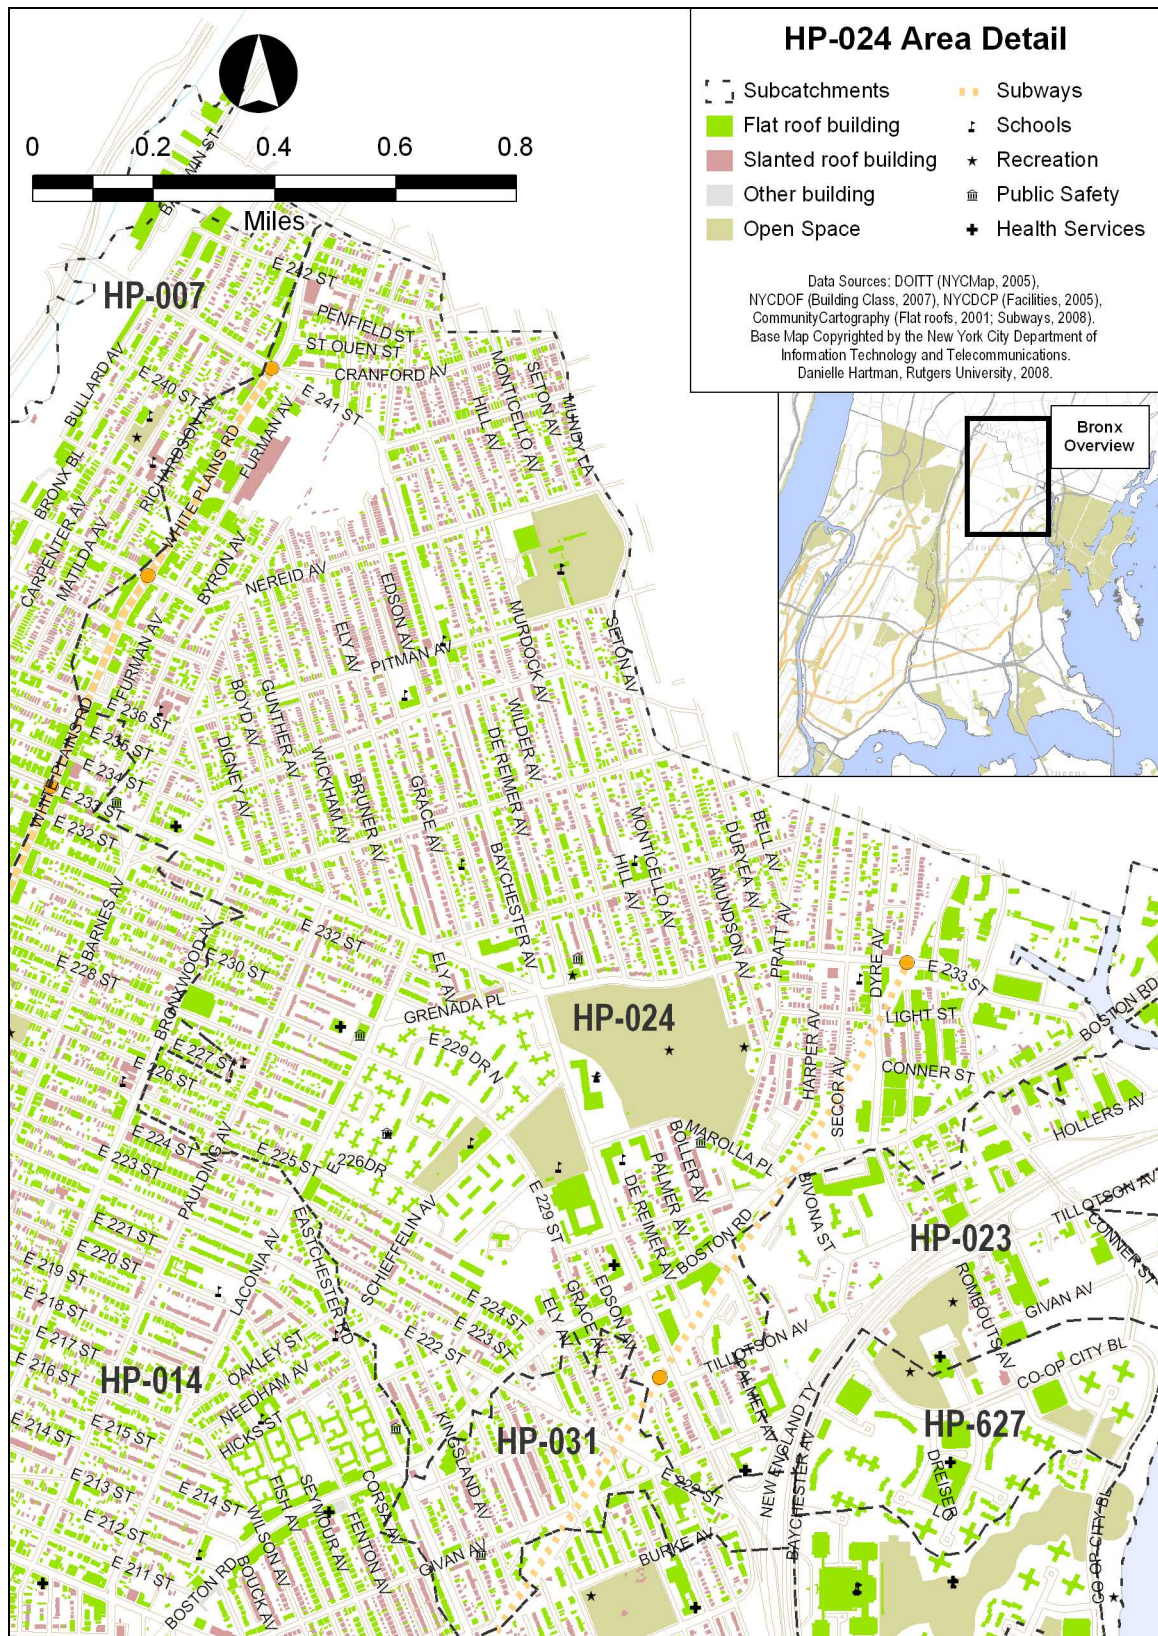 HP-024 Area Detail
Subcatchments
Flat roof building
Slanted roof building
Other building
Open Space
Subways
Schools
Recreation
Public Safety
Health Services
Data Sources: DOITT (NYCMap, 2005),
NYCDOF (Building Class, 2007), NYCDCP (Facilities, 2005),
CommunityCartography (Flat roofs, 2001; Subways, 2008).
Base Map Copyrighted by the New York City Department of
Information Technology and Telecommunications.
Danielle Hartman, Rutgers University, 2008.
Bronx
Overview
0 0.2 0.4 0.6 0.8
Miles
HP-007
E 242 ST
PENFIELD ST
ST OUEN ST
CRANFORD AV
E 241 ST
BULLARD AV
E 240 ST
RICHARDSON AV
WHITE PLAINS RD
FURMAN AV
BRONX BL
CARPENTER AV
MATILDA AV
BYRON AV
NEREID AV
HILL AV
MONTICELLO AV
SETON AV
MUNDY LA
EDSON AV
ELY AV
PITMAN AV
MURDOCK AV
SETON AV
FURMAN AV
E 236 ST
E 235 ST
E 234 ST
E 233 ST
E 232 ST
WHITE PLAINS RD
BOYD AV
DIGNEY AV
GUNTHER AV
WICKHAM AV
BRUNER AV
GRACE AV
WILDER AV
DE REIMER AV
BAYCHESTER AV
HILL AV
MONTICELLO AV
AMUNDSON AV
DURYEA AV
BELL AV
PRATT AV
BARNES AV
BRONXWOOD AV
E 232 ST
E 230 ST
E 228 ST
E 227 ST
E 226 ST
ELY AV
GRENADA PL
E 229 DR N
HP-024
DYRE AV
E 233 ST
LIGHT ST
CONNER ST
BOSTON RD
HOLLERS AV
HARPER AV
SECOR AV
MAROLLA PL
BOLLER AV
PALMER AV
DE REIMER AV
BIVONA ST
BOSTON RD
E 224 ST
E 223 ST
E 225 ST
E 226 DR
PAULDING AV
E 221 ST
E 220 ST
E 219 ST
E 218 ST
E 217 ST
E 216 ST
LACONIA AV
EASTCHESTER RD
SCHIEFFELIN AV
E 229 ST
E 224 ST
E 223 ST
E 222 ST
ELY AV
GRACE AV
EDSON AV
TILLOTSON AV
PALMER AV
HP-023
TILLOTSON AV
CONNER ST
ROMBOUTS AV
GIVAN AV
CO-OP CITY BL
HP-014
OAKLEY ST
NEEDHAM AV
HICKS ST
E 215 ST
E 214 ST
E 213 ST
E 214 ST
E 212 ST
E 211 ST
BOSTON RD
BOUCK AV
WILSON AV
FISH AV
SEYMOUR AV
FENTON AV
CORSA AV
KINGSLAND AV
GIVAN AV
HP-031
E 222 ST
BURKE AV
NEW ENGLAND TY
BAYCHESTER AV
HP-627
DREISER LO
CO-OP CITY BL